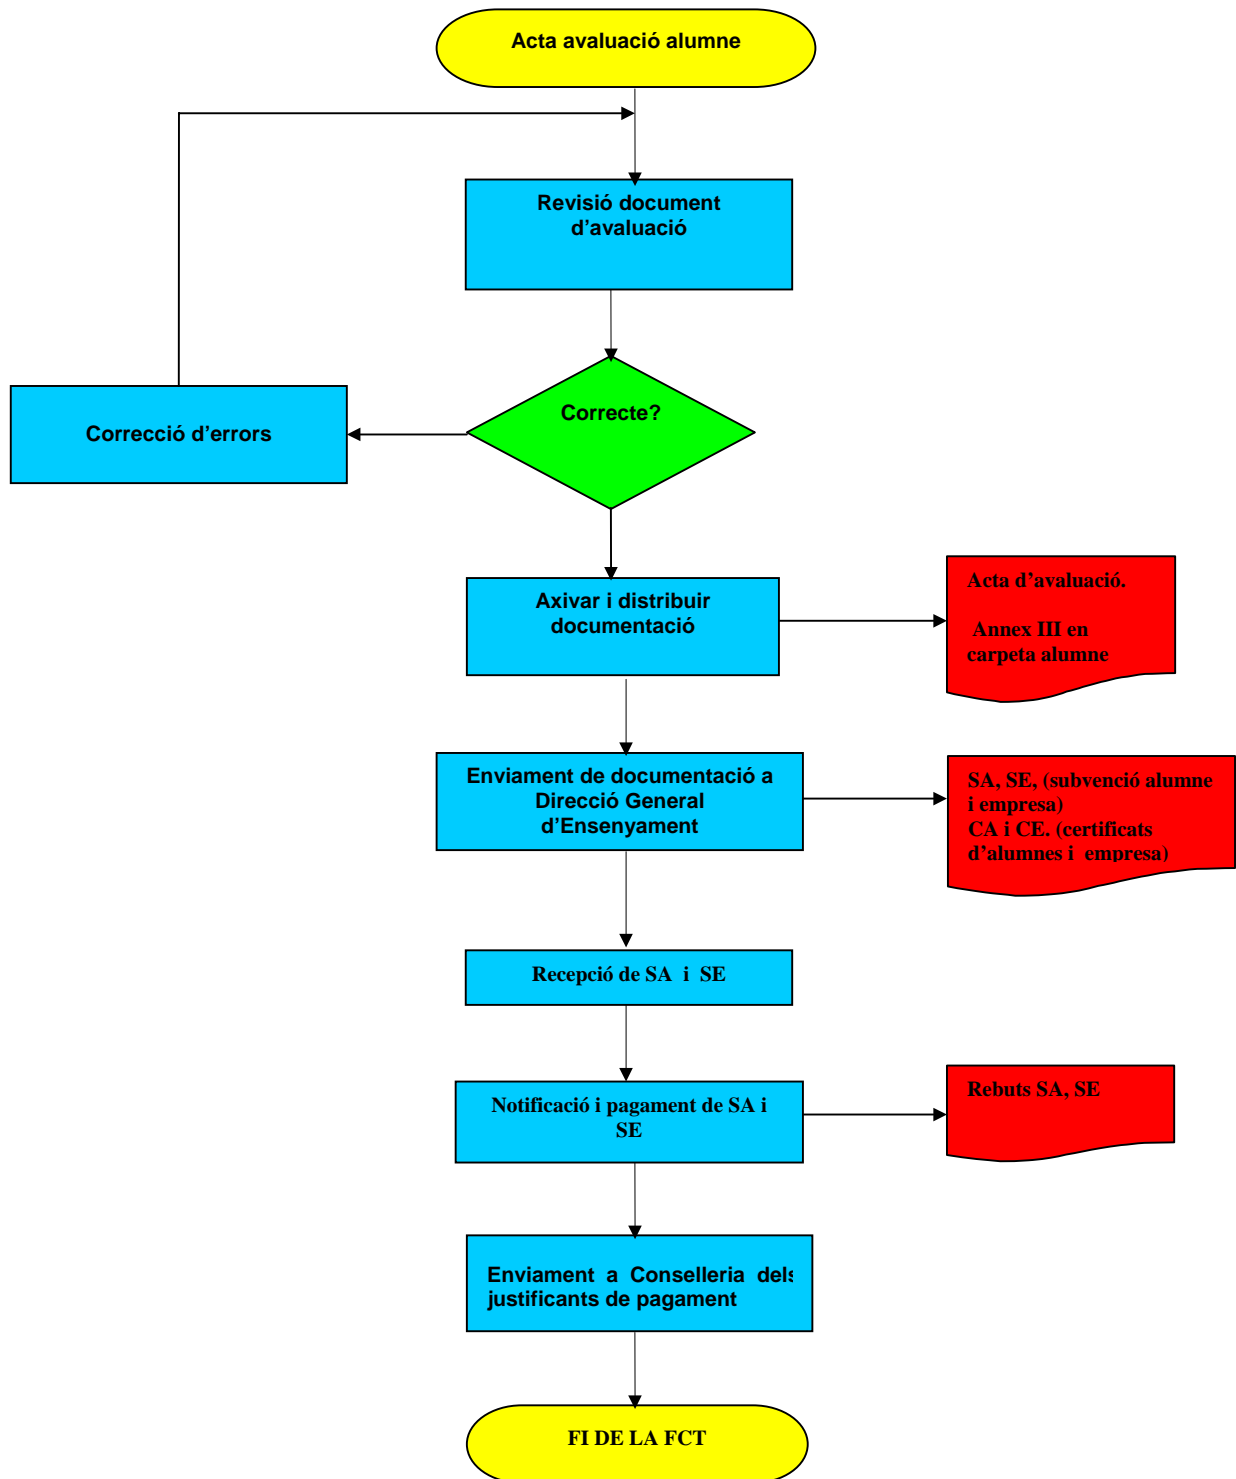 Acta avaluació alumne
Revisió document
d’avaluació
Correcte?
Correcció d’errors
Axivar i distribuir
documentació
Acta d’avaluació.
Annex III en
carpeta alumne
Enviament de documentació a
Direcció General
d’Ensenyament
SA, SE, (subvenció alumne
i empresa)
CA i CE. (certificats
d’alumnes i empresa)
Recepció de SA i SE
Notificació i pagament de SA i
SE
Rebuts SA, SE
Enviament a Conselleria dels
justificants de pagament
FI DE LA FCT